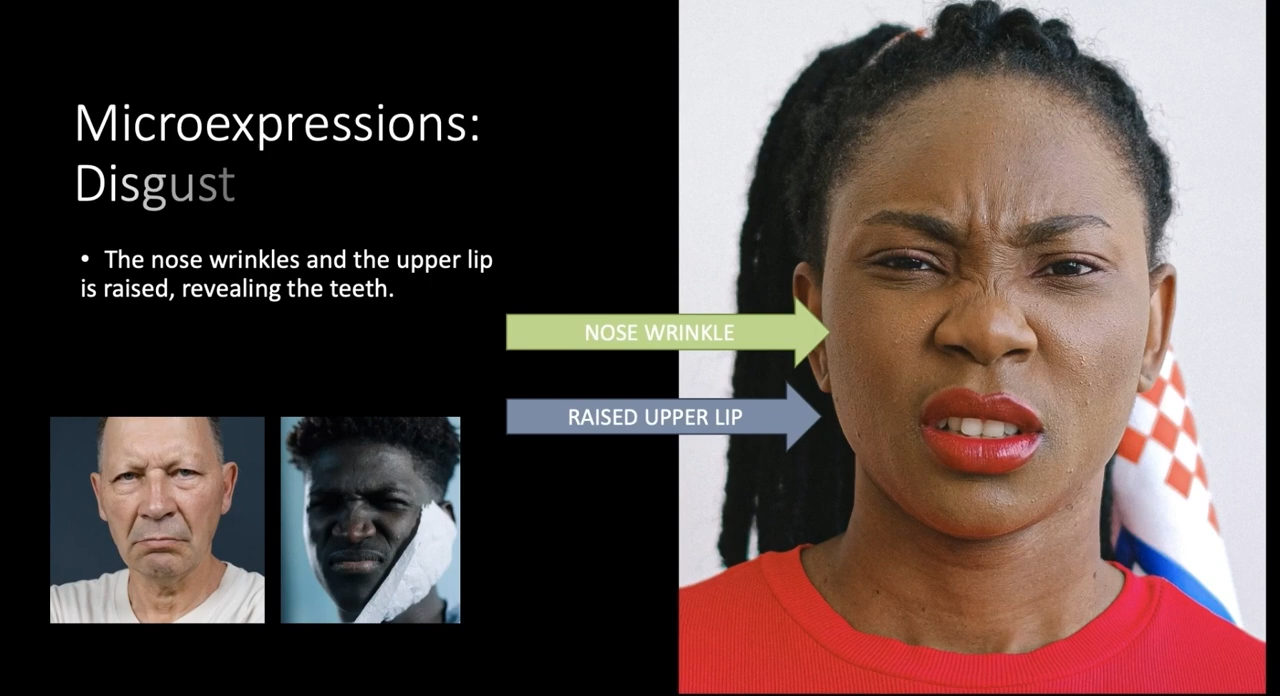 Microexpressions:
Disgust
• The nose wrinkles and the upper lip
is raised, revealing the teeth.
NOSE WRINKLE
RAISED UPPER LIP